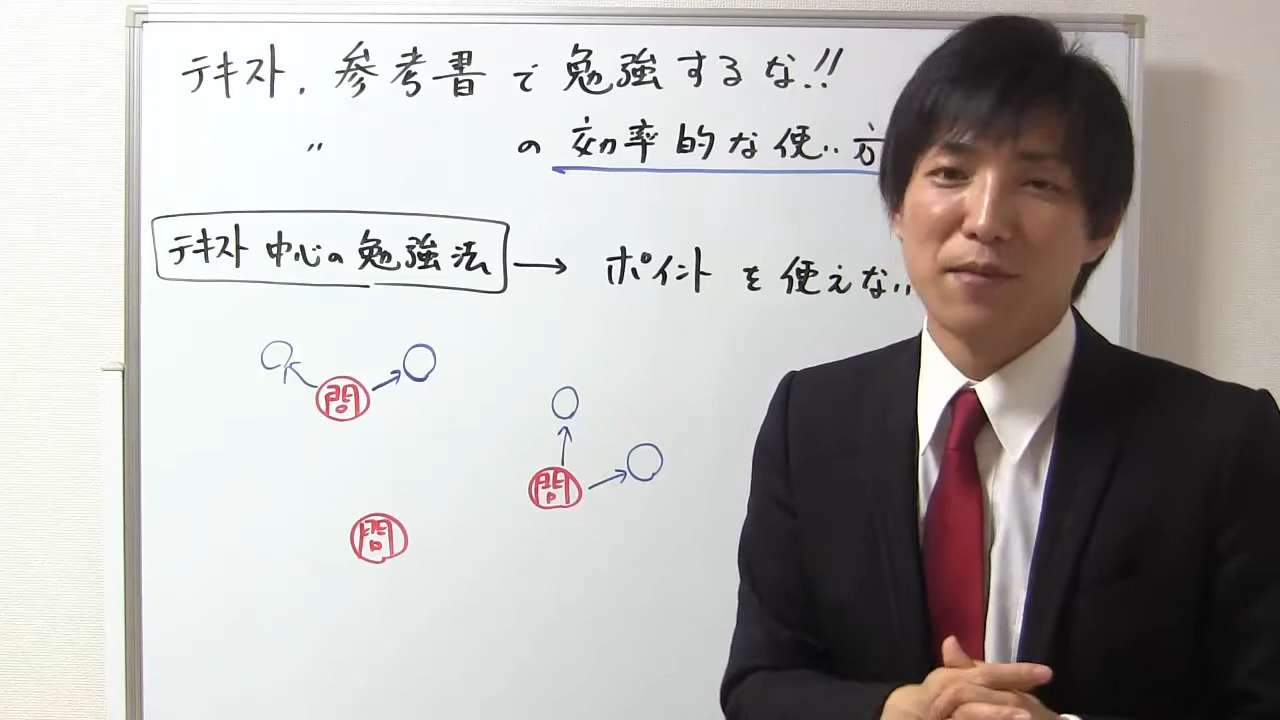 テキスト, 参考書で勉強するな!!
〃 の効率的な使い方
テキスト中心の勉強法 → ポイントを使えない
問
問
問